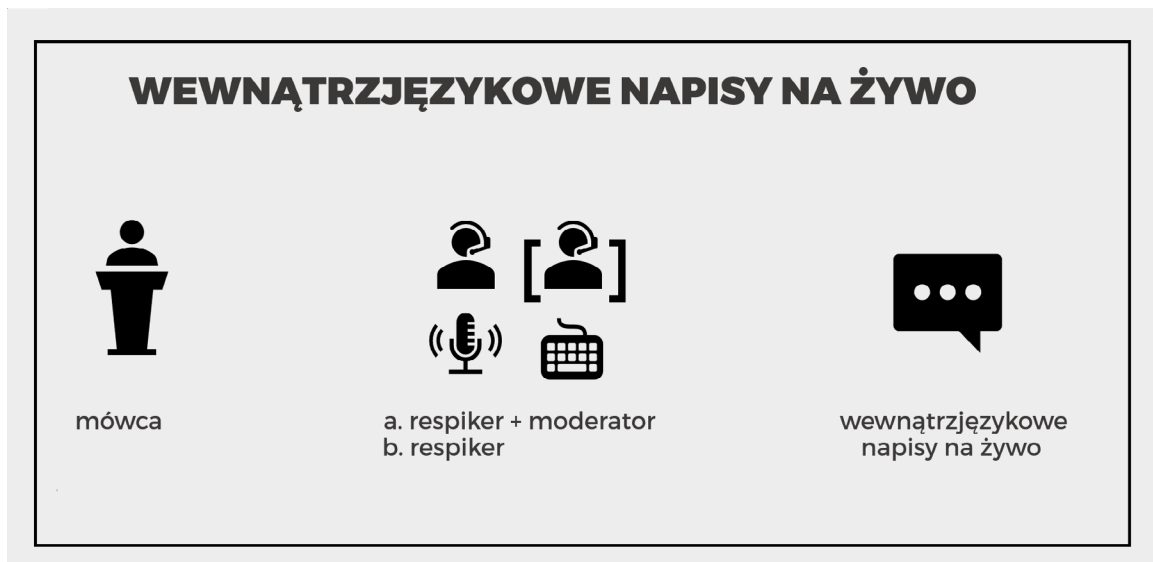 WEWNĄTRZJĘZYKOWE NAPISY NA ŻYWO
mówca
a. respiker + moderator
b. respiker
wewnątrzjęzykowe
napisy na żywo